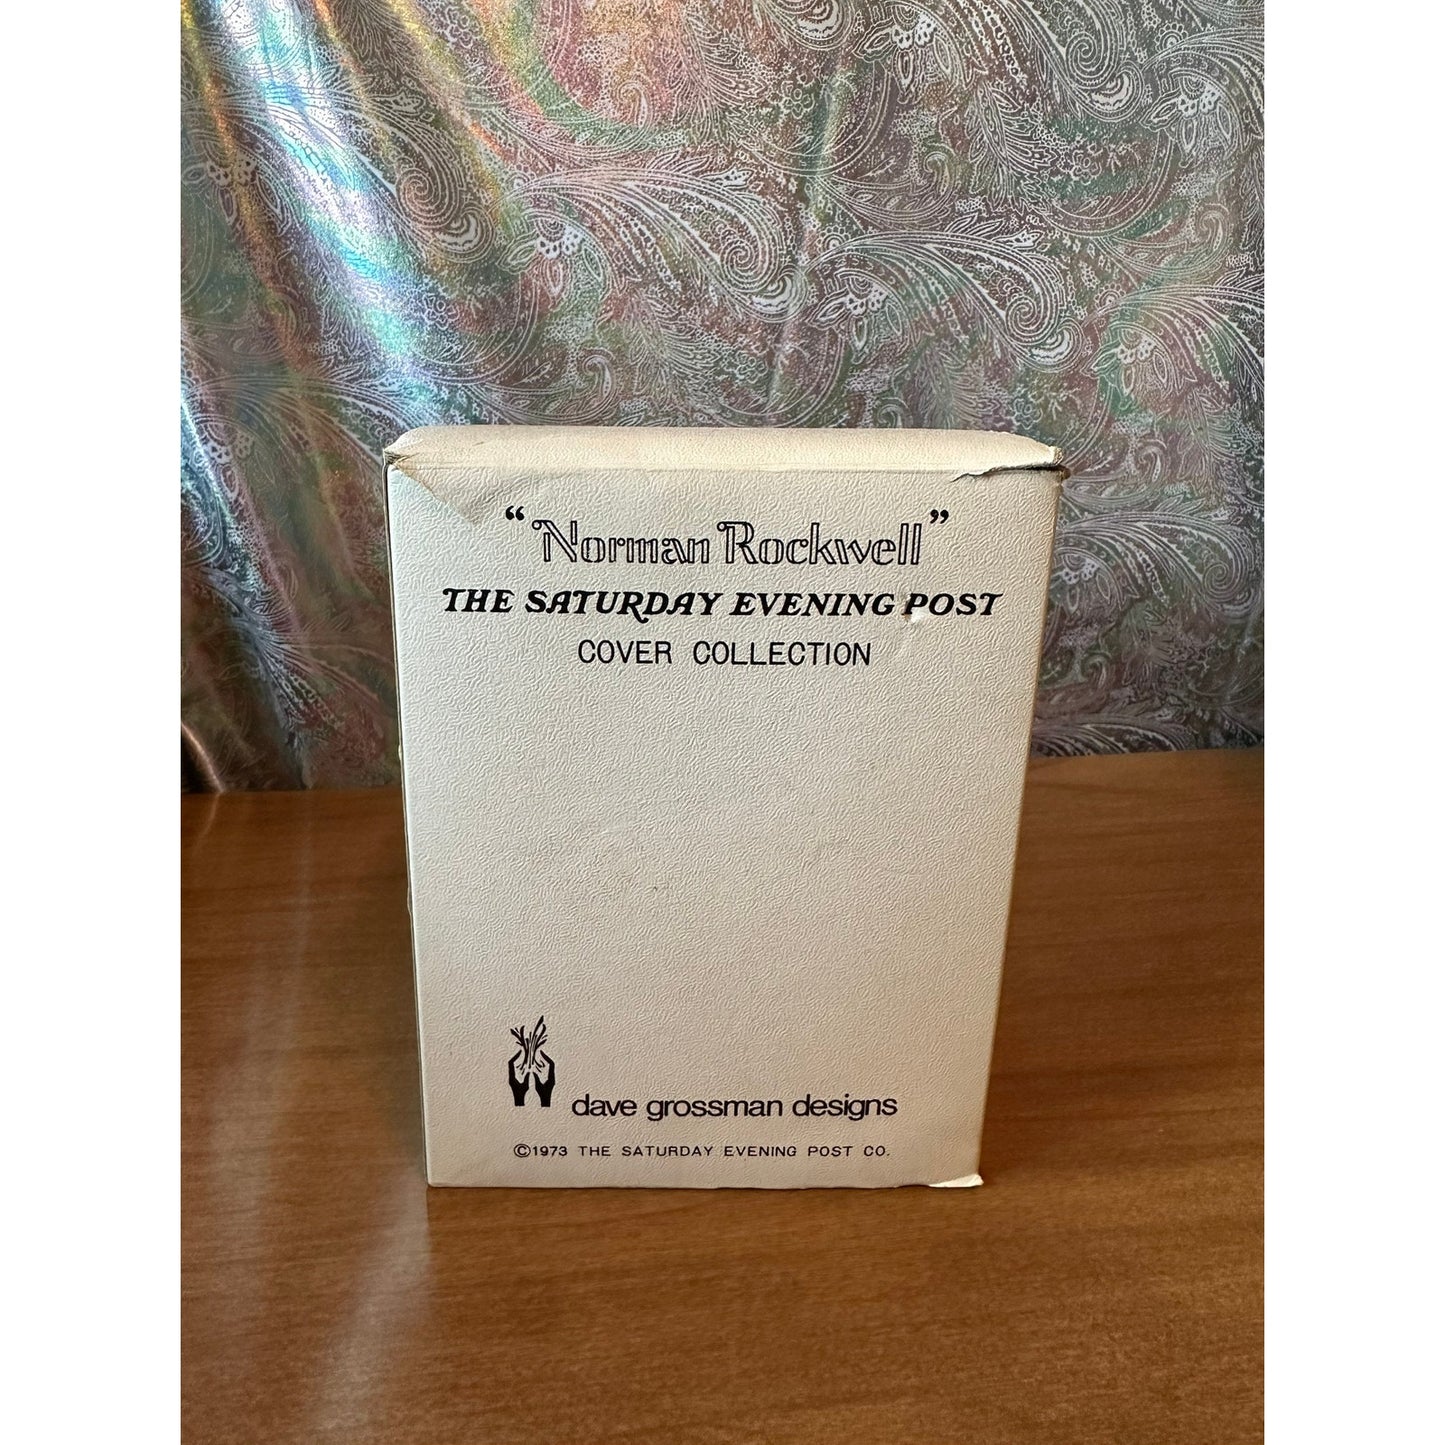 “Norman Rockwell”
THE SATURDAY EVENING POST
COVER COLLECTION
dave grossman designs
©1973 THE SATURDAY EVENING POST CO.